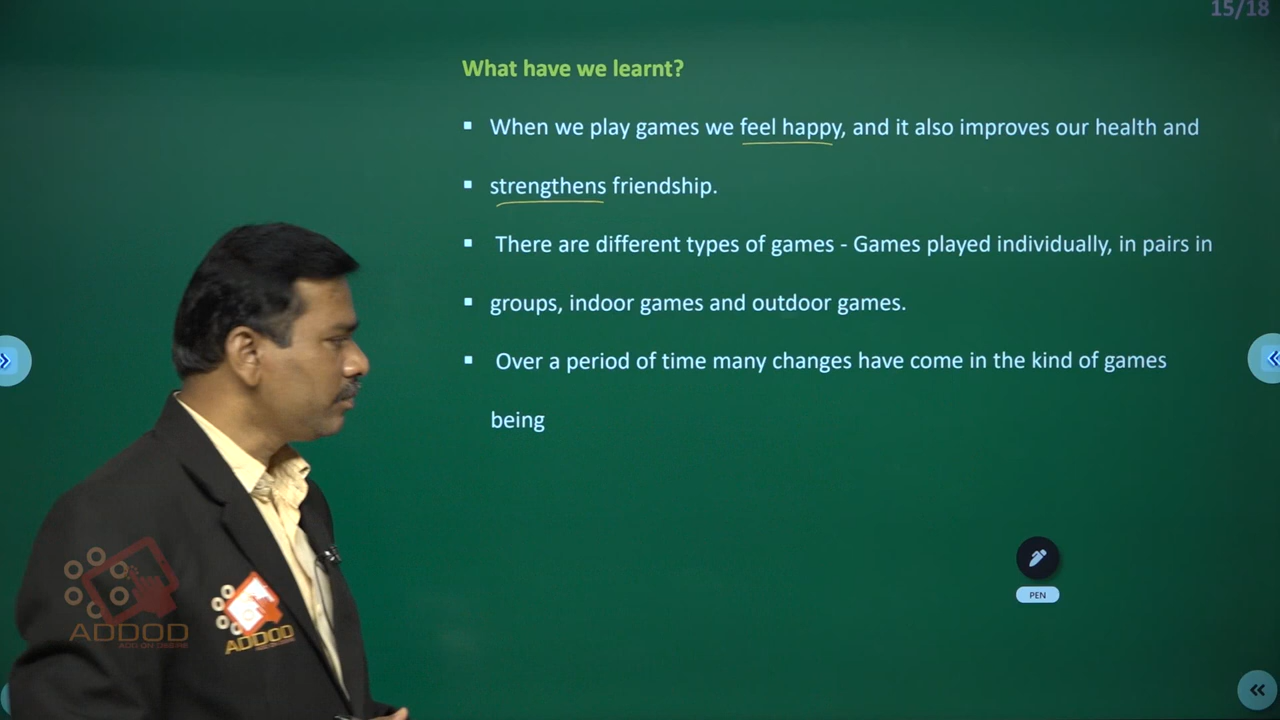 15/18
What have we learnt?
▪ When we play games we feel happy, and it also improves our health and
▪ strengthens friendship.
▪ There are different types of games - Games played individually, in pairs in
▪ groups, indoor games and outdoor games.
▪ Over a period of time many changes have come in the kind of games
being
PEN
ADDOD
ADDOD